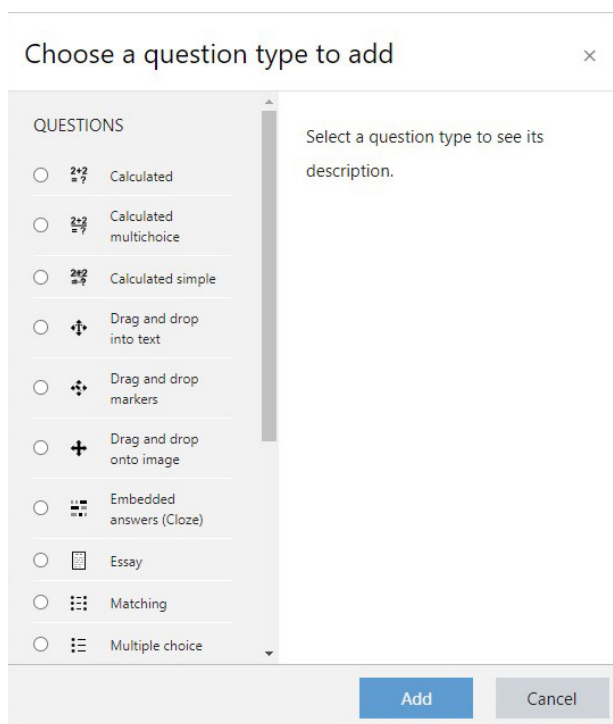 Choose a question type to add
×
QUESTIONS
2+2
= ?
Calculated
2+2
= ?
Calculated
multichoice
2+2
= ?
Calculated simple
Drag and drop
into text
Drag and drop
markers
Drag and drop
onto image
Embedded
answers (Cloze)
Essay
Matching
Multiple choice
Select a question type to see its
description.
Add
Cancel